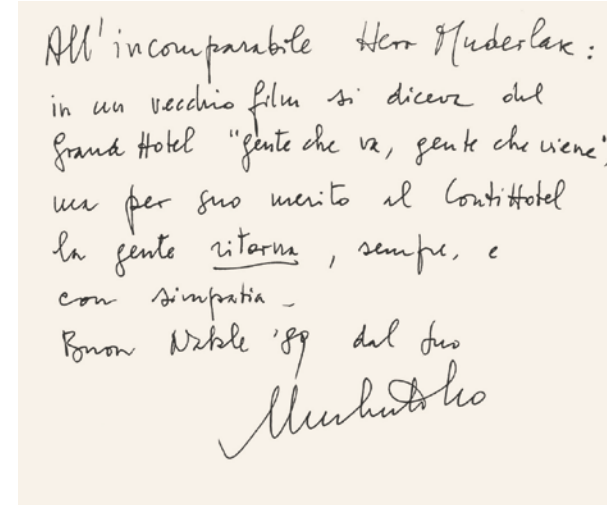 All'incomparabile Herr Muderlak:
in un vecchio film si diceva del
Grand Hotel "gente che va, gente che viene",
ma per suo merito al ContiHotel
la gente ritorna, sempre, e
con simpatia -
Buon Natale '89 dal suo